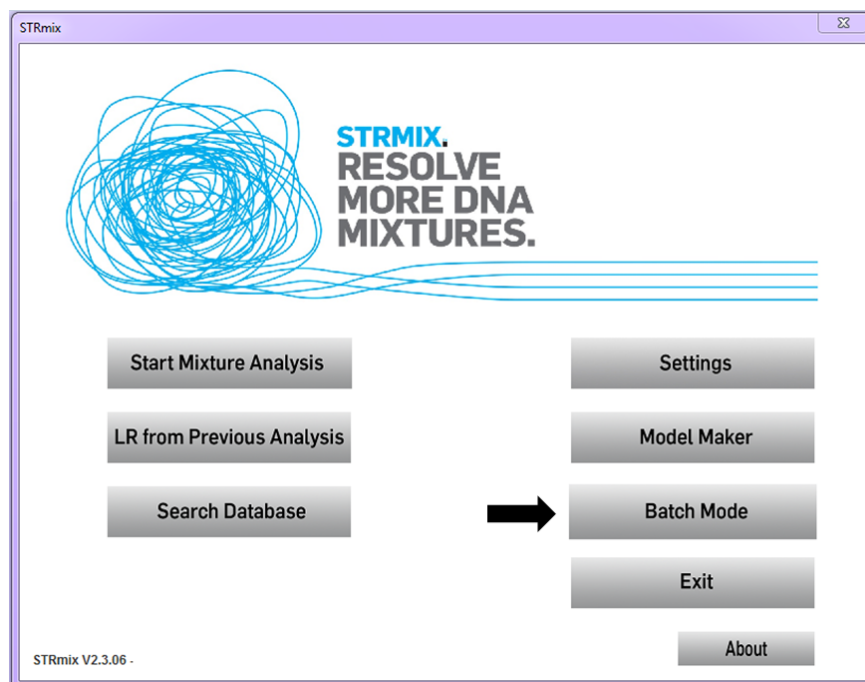 STRmix
STRMIX.
RESOLVE
MORE DNA
MIXTURES.
Start Mixture Analysis
Settings
LR from Previous Analysis
Model Maker
Search Database
Batch Mode
Exit
About
STRmix V2.3.06 -